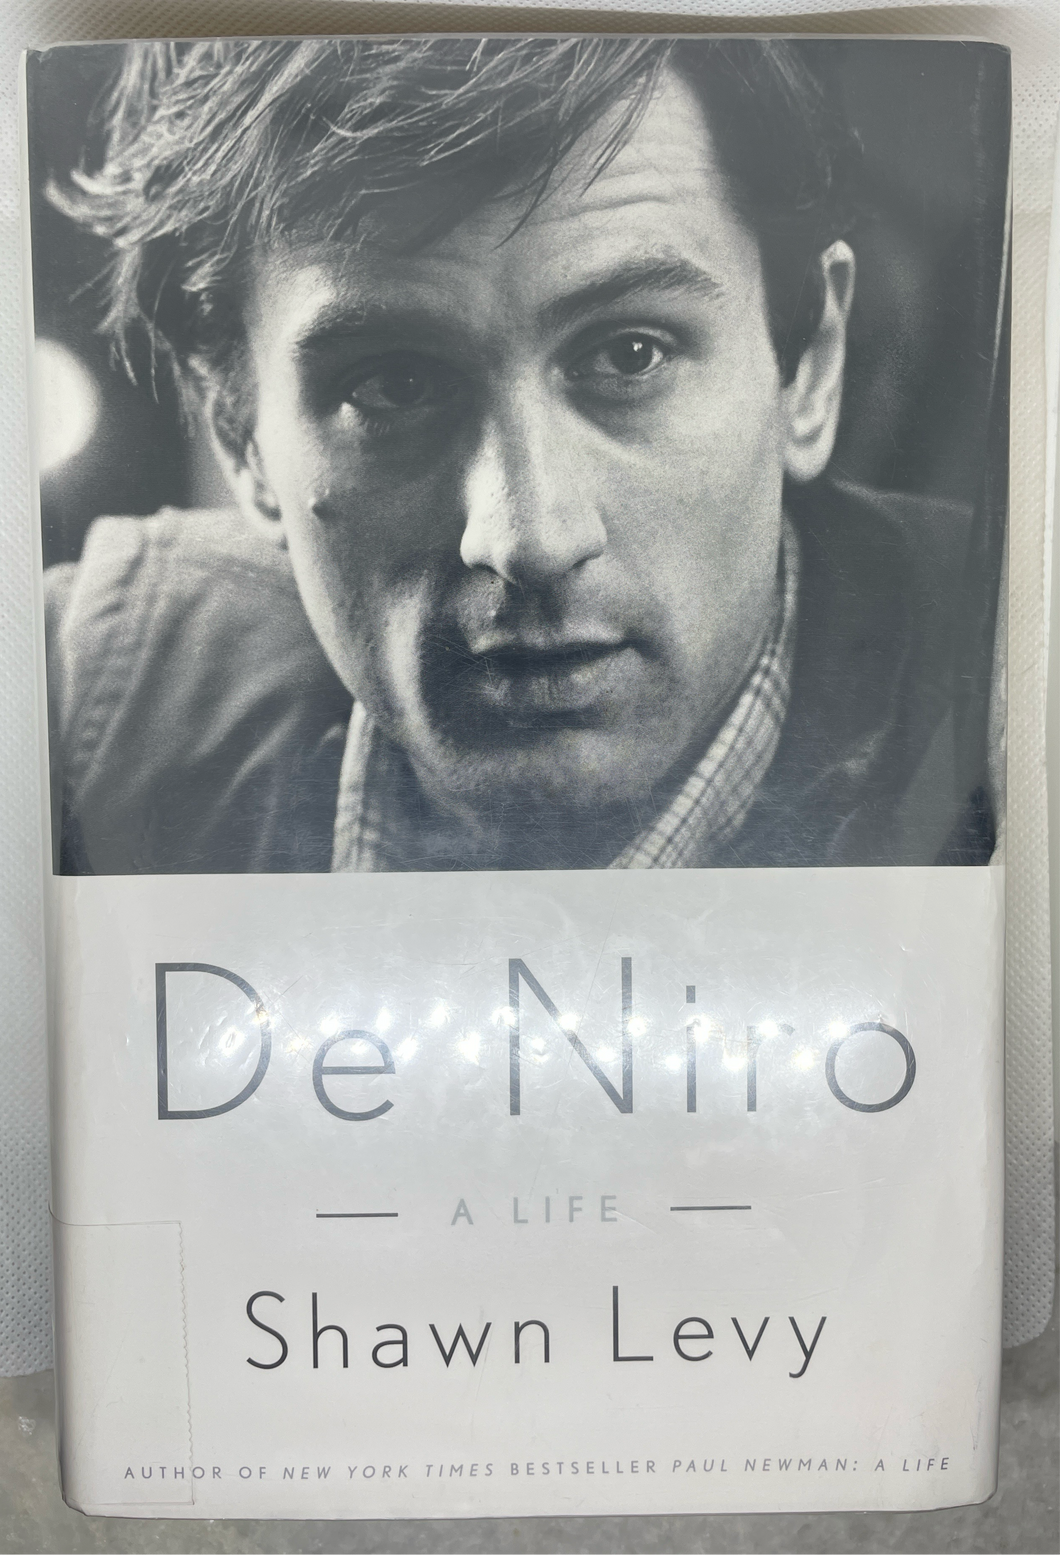 De Niro
A LIFE
Shawn Levy
AUTHOR OF NEW YORK TIMES BESTSELLER PAUL NEWMAN: A LIFE